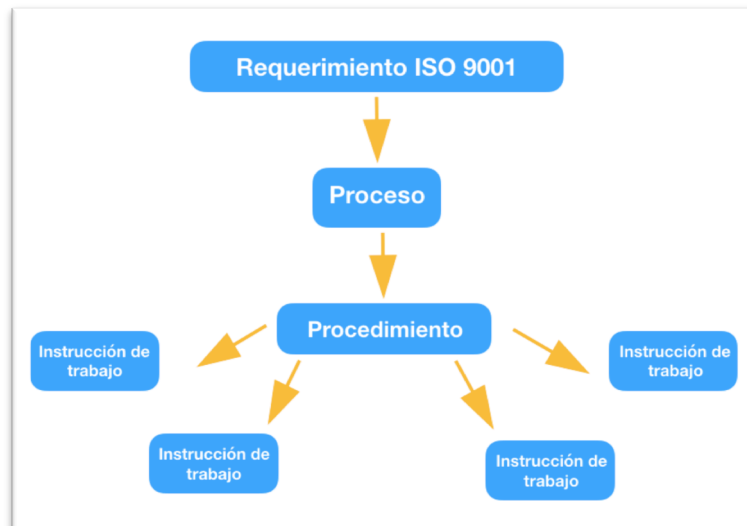 Requerimiento ISO 9001
Proceso
Procedimiento
Instrucción de
trabajo
Instrucción de
trabajo
Instrucción de
trabajo
Instrucción de
trabajo